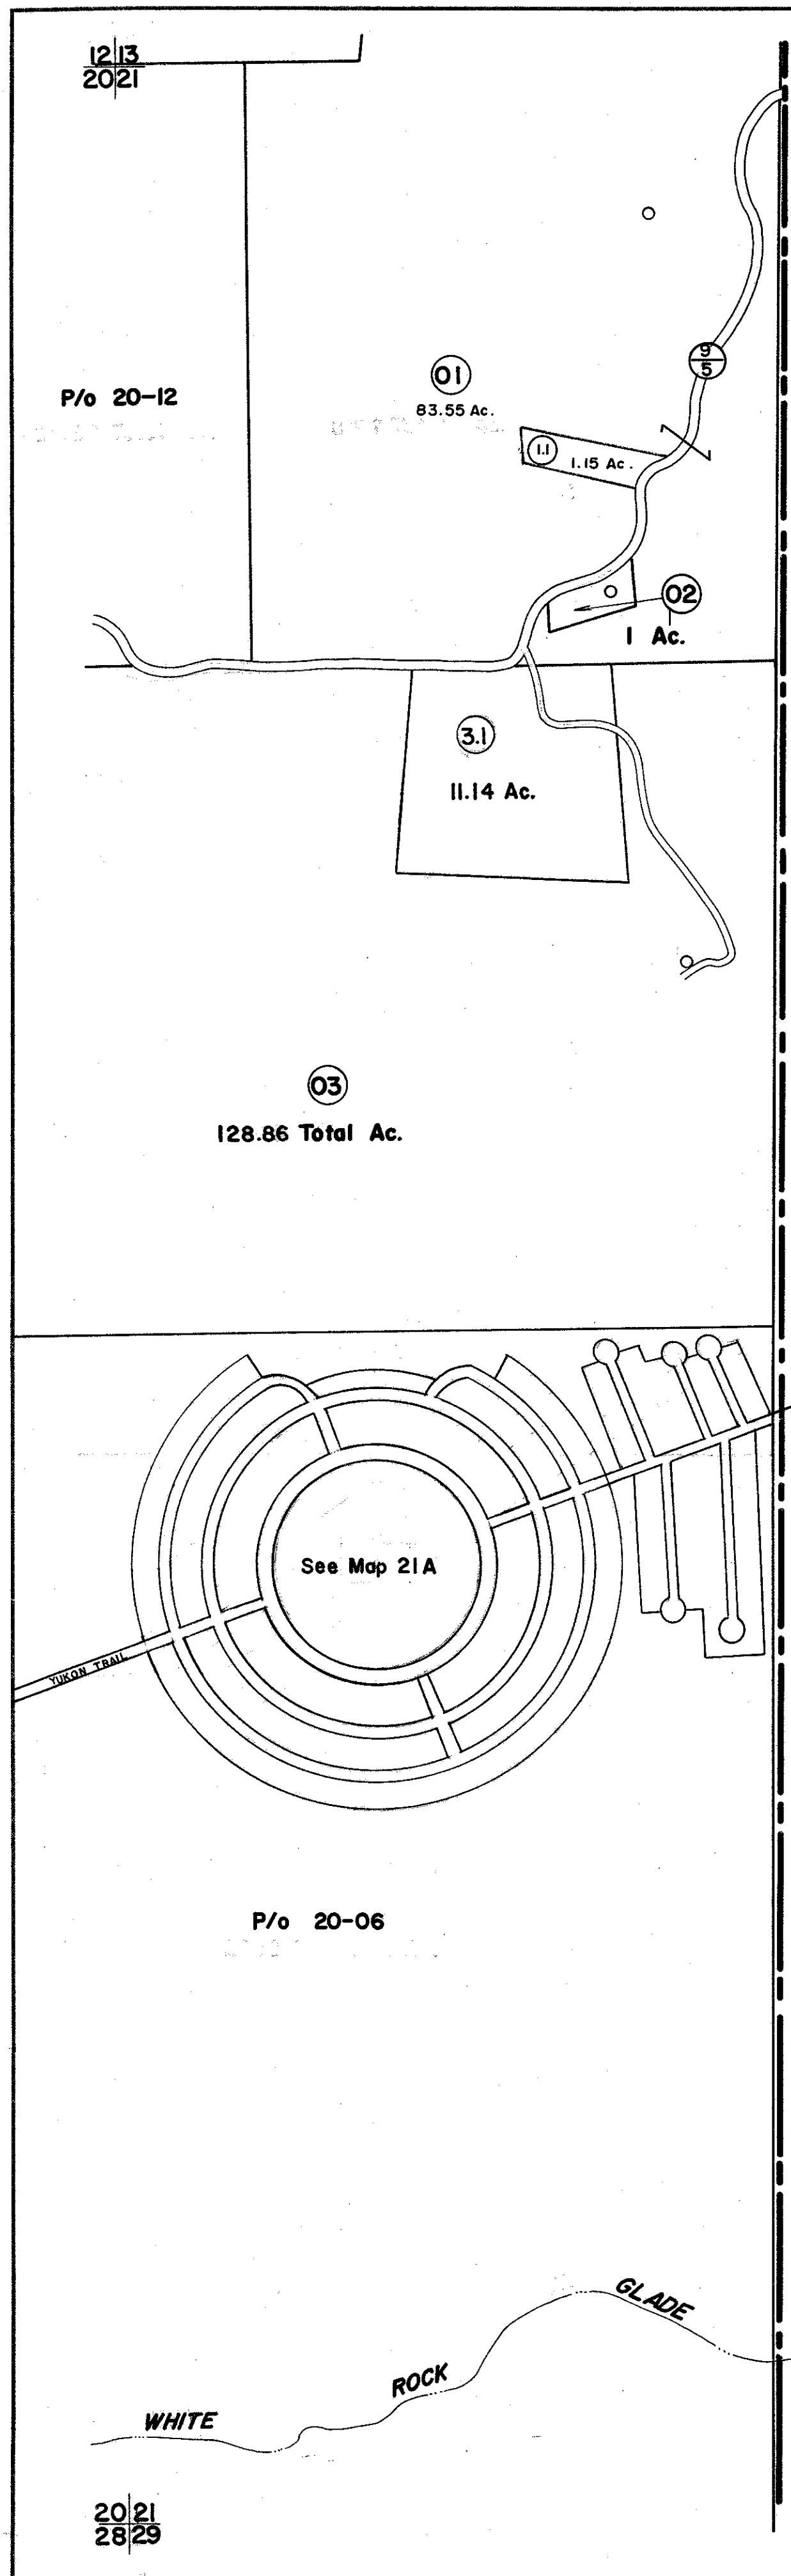 12 13
20 21
9
5
01
83.55 Ac.
P/o 20-12
1.1
1.15 Ac.
02
1 Ac.
3.1
11.14 Ac.
03
128.86 Total Ac.
See Map 21A
YUKON TRAIL
P/o 20-06
GLADE
ROCK
WHITE
20 21
28 29